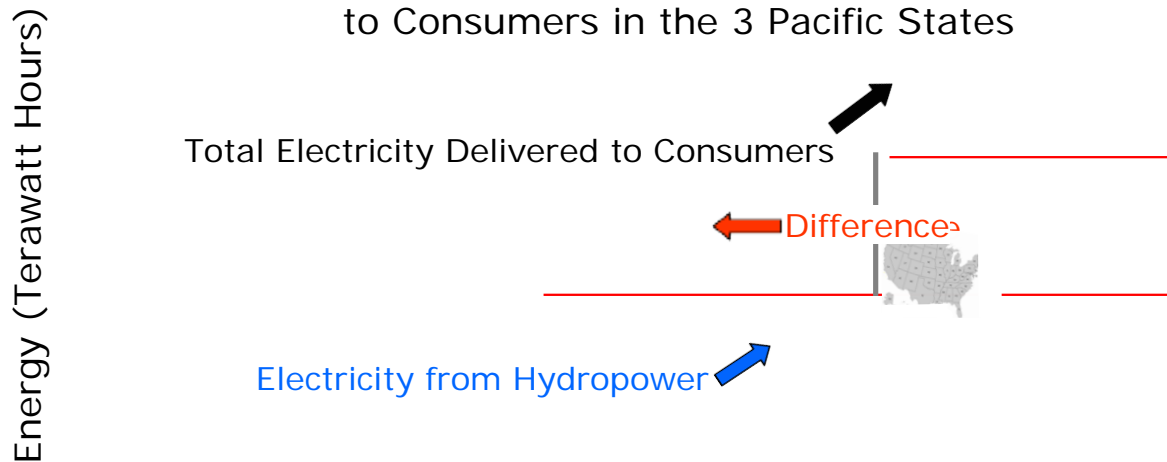 to Consumers in the 3 Pacific States
Energy (Terawatt Hours)
Total Electricity Delivered to Consumers
Difference
Electricity from Hydropower